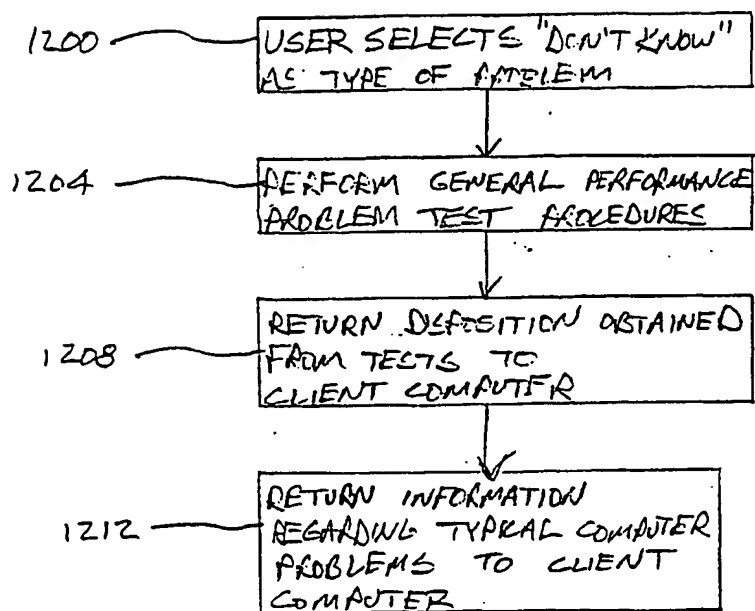 1200
USER SELECTS "DON'T KNOW"
AS TYPE OF PROBLEM
1204
PERFORM GENERAL PERFORMANCE
PROBLEM TEST PROCEDURES
1208
RETURN DISPOSITION OBTAINED
FROM TESTS TO
CLIENT COMPUTER
1212
RETURN INFORMATION
REGARDING TYPICAL COMPUTER
PROBLEMS TO CLIENT
COMPUTER